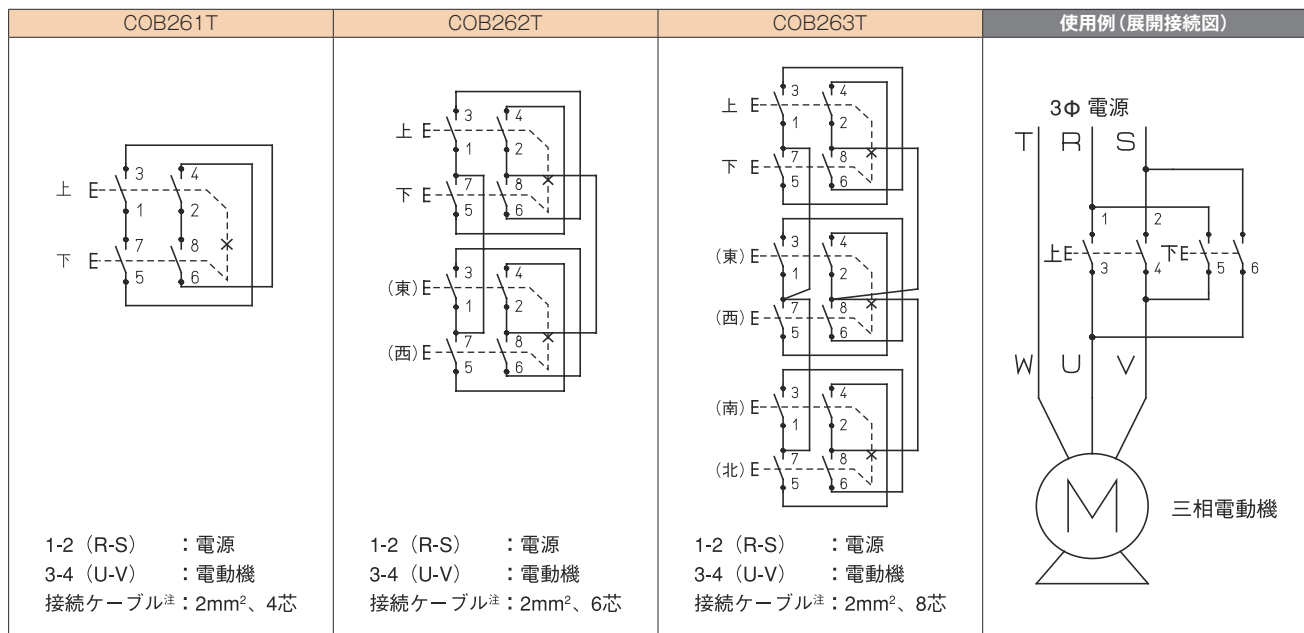 COB261T
上 E
3
4
1
2
下 E
7
8
5
6
1-2（R-S）：電源
3-4（U-V）：電動機
接続ケーブル注：2mm²、4芯
COB262T
上 E
3
4
1
2
下 E
7
8
5
6
（東）E
3
4
1
2
（西）E
7
8
5
6
1-2（R-S）：電源
3-4（U-V）：電動機
接続ケーブル注：2mm²、6芯
COB263T
上 E
3
4
1
2
下 E
7
8
5
6
（東）E
3
4
1
2
（西）E
7
8
5
6
（南）E
3
4
1
2
（北）E
7
8
5
6
1-2（R-S）：電源
3-4（U-V）：電動機
接続ケーブル注：2mm²、8芯
使用例（展開接続図）
3Φ 電源
T R S
1 2
上E 下E
3 4 5 6
W U V
M
三相電動機